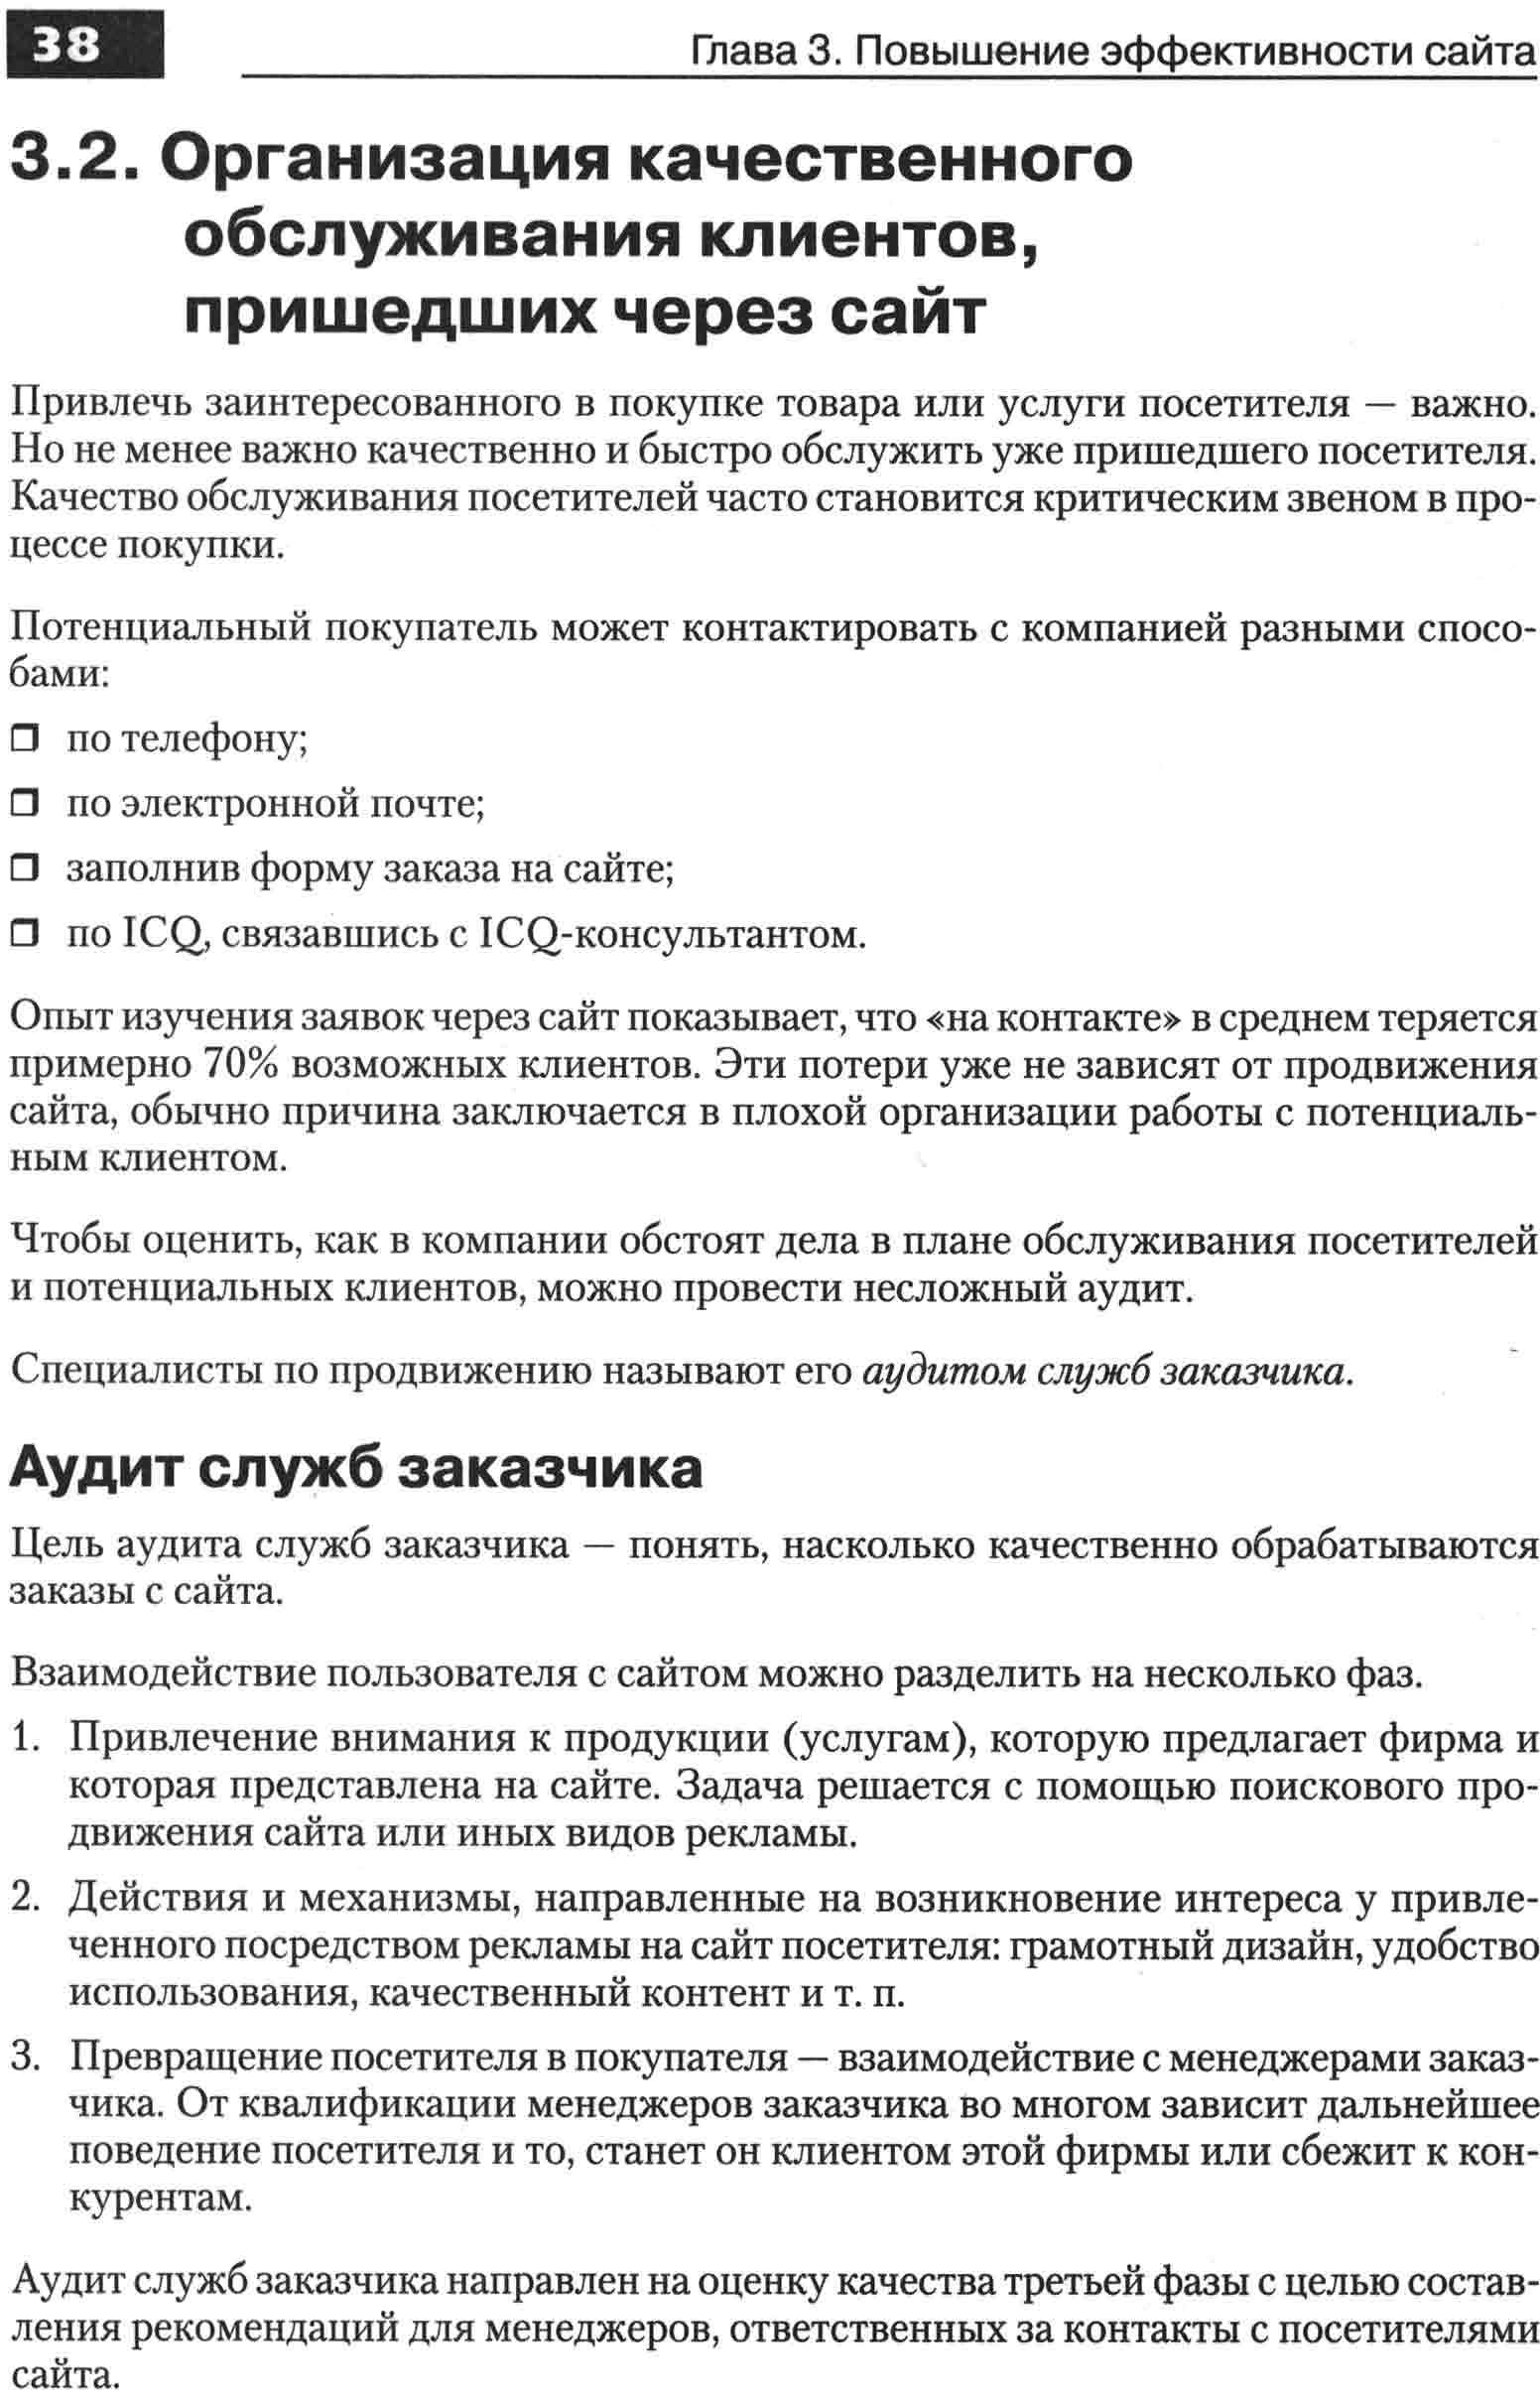 38
Глава 3. Повышение эффективности сайта
3.2. Организация качественного
обслуживания клиентов,
пришедших через сайт
Привлечь заинтересованного в покупке товара или услуги посетителя — важно.
Но не менее важно качественно и быстро обслужить уже пришедшего посетителя.
Качество обслуживания посетителей часто становится критическим звеном в про-
цессе покупки.
Потенциальный покупатель может контактировать с компанией разными спосо-
бами:
❒ по телефону;
❒ по электронной почте;
❒ заполнив форму заказа на сайте;
❒ по ICQ, связавшись с ICQ-консультантом.
Опыт изучения заявок через сайт показывает, что «на контакте» в среднем теряется
примерно 70% возможных клиентов. Эти потери уже не зависят от продвижения
сайта, обычно причина заключается в плохой организации работы с потенциаль-
ным клиентом.
Чтобы оценить, как в компании обстоят дела в плане обслуживания посетителей
и потенциальных клиентов, можно провести несложный аудит.
Специалисты по продвижению называют его аудитом служб заказчика.
Аудит служб заказчика
Цель аудита служб заказчика — понять, насколько качественно обрабатываются
заказы с сайта.
Взаимодействие пользователя с сайтом можно разделить на несколько фаз.
1. Привлечение внимания к продукции (услугам), которую предлагает фирма и
которая представлена на сайте. Задача решается с помощью поискового про-
движения сайта или иных видов рекламы.
2. Действия и механизмы, направленные на возникновение интереса у привле-
ченного посредством рекламы на сайт посетителя: грамотный дизайн, удобство
использования, качественный контент и т. п.
3. Превращение посетителя в покупателя — взаимодействие с менеджерами заказ-
чика. От квалификации менеджеров заказчика во многом зависит дальнейшее
поведение посетителя и то, станет он клиентом этой фирмы или сбежит к кон-
курентам.
Аудит служб заказчика направлен на оценку качества третьей фазы с целью состав-
ления рекомендаций для менеджеров, ответственных за контакты с посетителями
сайта.